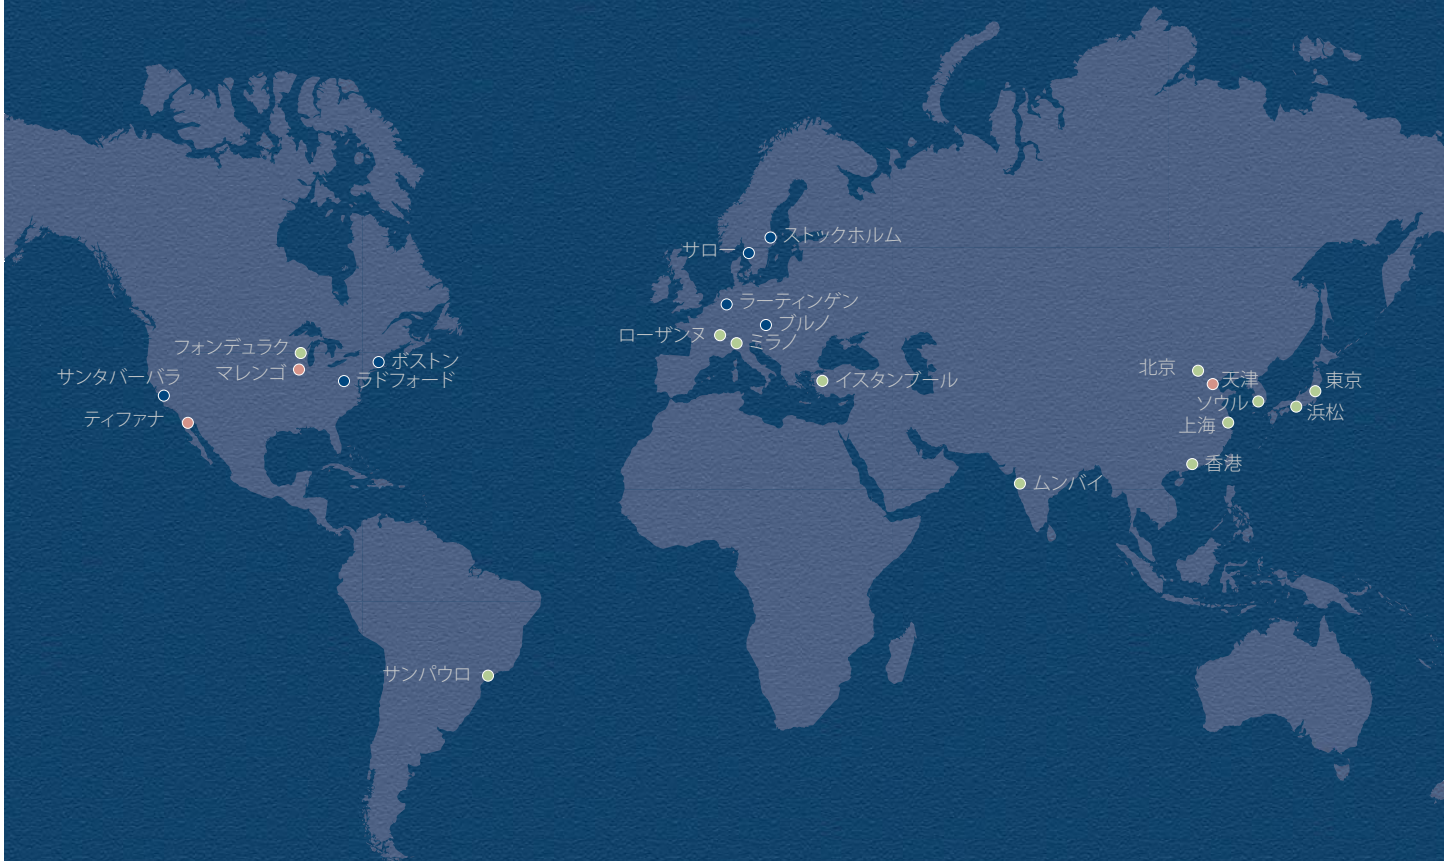 ストックホルム
サロー
ラーティンゲン
ブルノ
ローザンヌ
ミラノ
フォンデュラク
ボストン
マレンゴ
ラドフォード
サンタバーバラ
ティファナ
イスタンブール
北京
天津
東京
ソウル
浜松
上海
香港
ムンバイ
サンパウロ